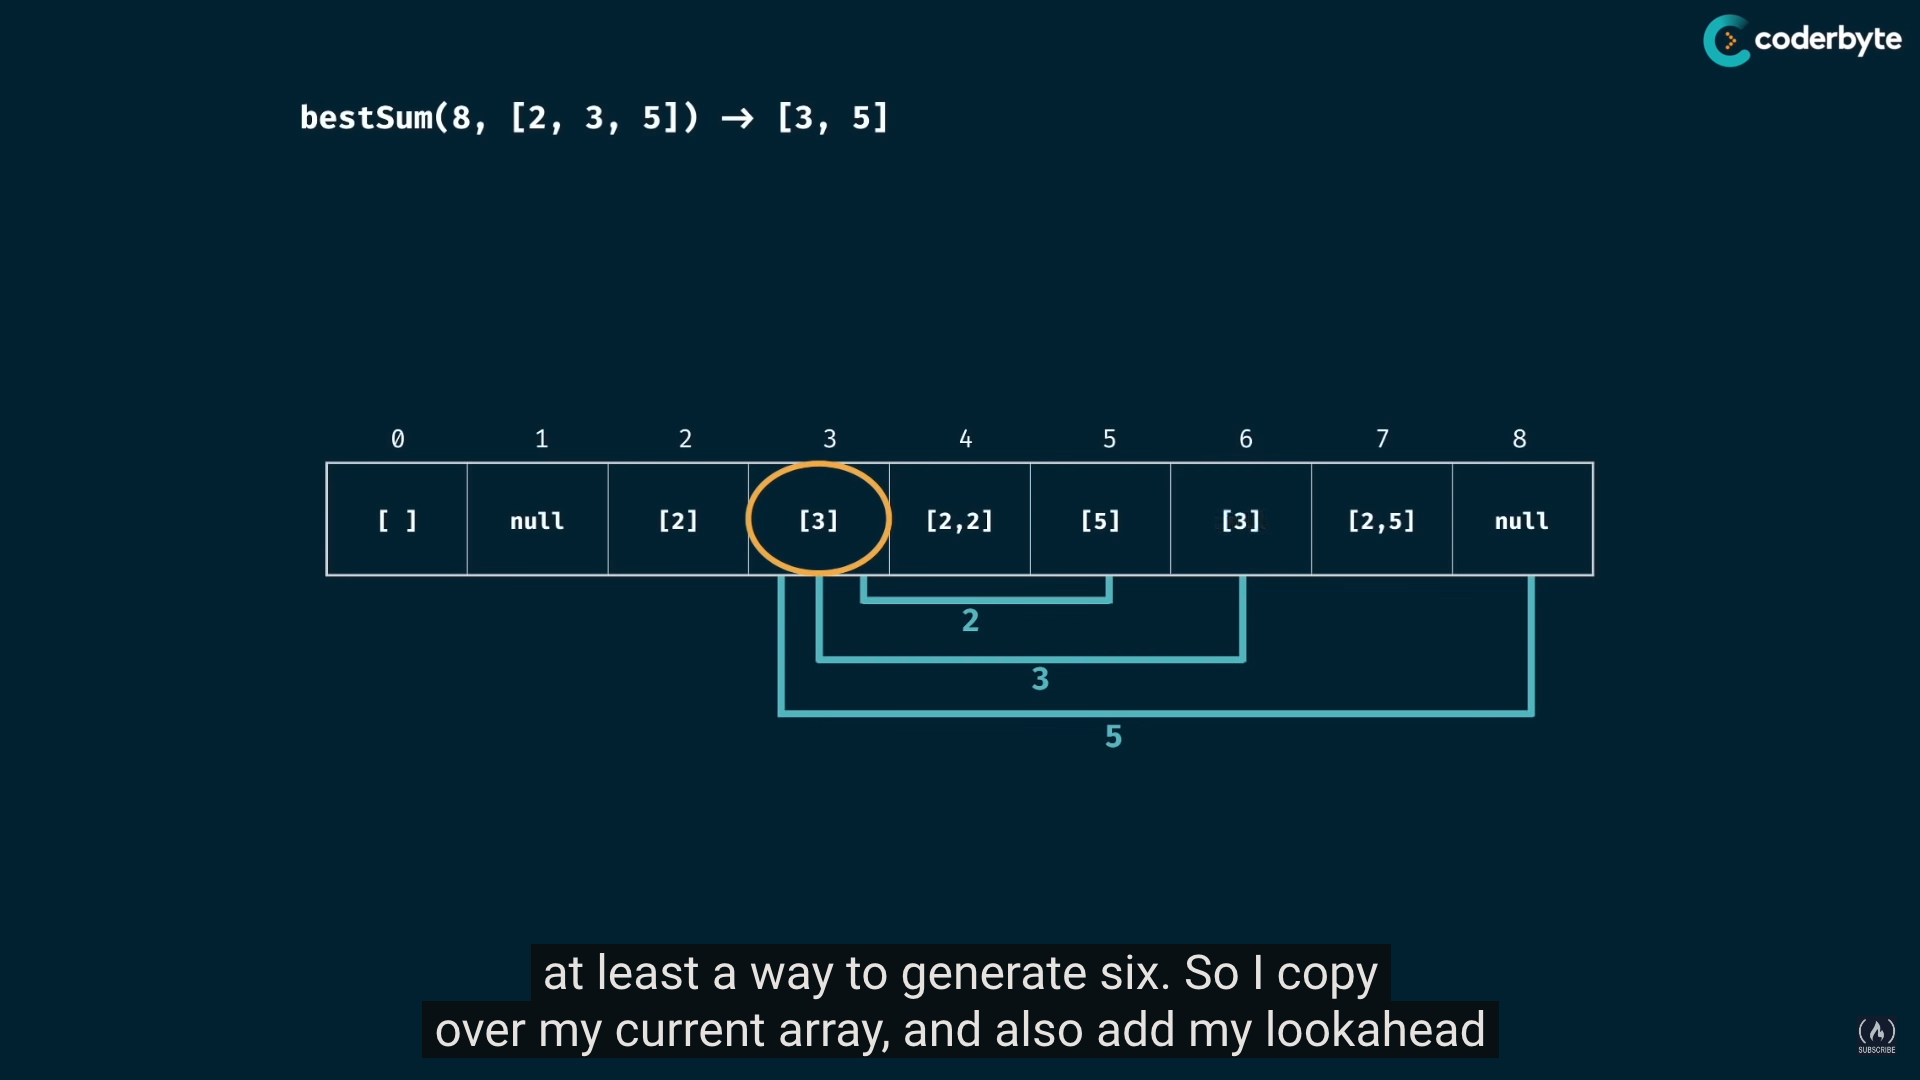 coderbyte
bestSum(8, [2, 3, 5]) → [3, 5]
0 1 2 3 4 5 6 7 8
[ ] null [2] [3] [2,2] [5] [3] [2,5] null
2
3
5
at least a way to generate six. So I copy
over my current array, and also add my lookahead
SUBSCRIBE